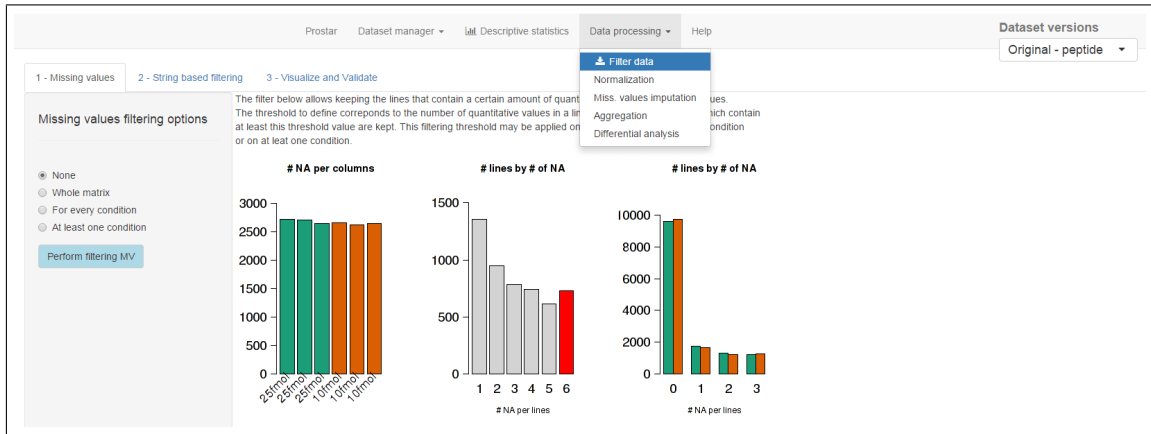 Prostar Dataset manager Descriptive statistics Data processing Help
Dataset versions
Original - peptide
Filter data
Normalization
Miss. values imputation
Aggregation
Differential analysis
1 - Missing values 2 - String based filtering 3 - Visualize and Validate
Missing values filtering options
None
Whole matrix
For every condition
At least one condition
Perform filtering MV
The filter below allows keeping the lines that contain a certain amount of quant ues.
The threshold to define correponds to the number of quantitative values in a lin hich contain
at least this threshold value are kept. This filtering threshold may be applied on condition
or on at leat one condition.
# NA per columns
3000
2500
2000
1500
1000
500
0
25fmol 25fmol 25fmol 10fmol 10fmol 10fmol
# lines by # of NA
1500
1000
500
0
1 2 3 4 5 6
# NA per lines
# lines by # of NA
10000
8000
6000
4000
2000
0
0 1 2 3
# NA per lines